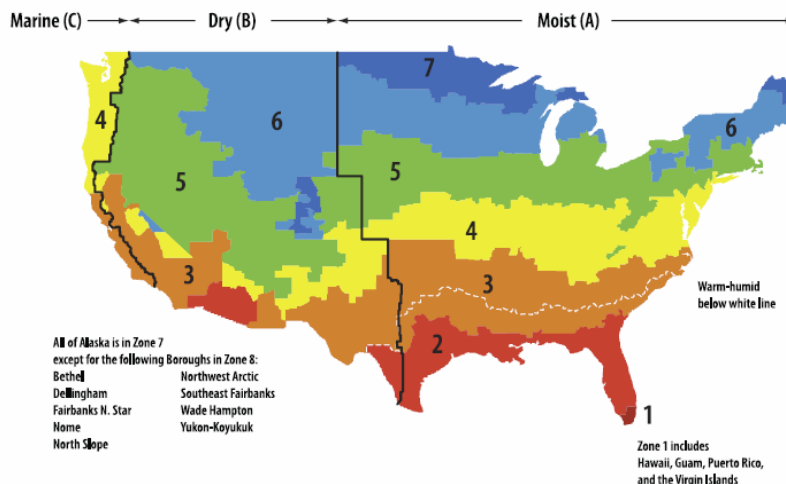 Marine (C) Dry (B) Moist (A)
7
6
6
4
5
5
4
3
3
Warm-humid
below white line
2
1
All of Alaska is in Zone 7
except for the following Boroughs in Zone 8:
Bethel Northwest Arctic
Dellingham Southeast Fairbanks
Fairbanks N. Star Wade Hampton
Nome Yukon-Koyukuk
North Slope
Zone 1 includes
Hawaii, Guam, Puerto Rico,
and the Virgin Islands